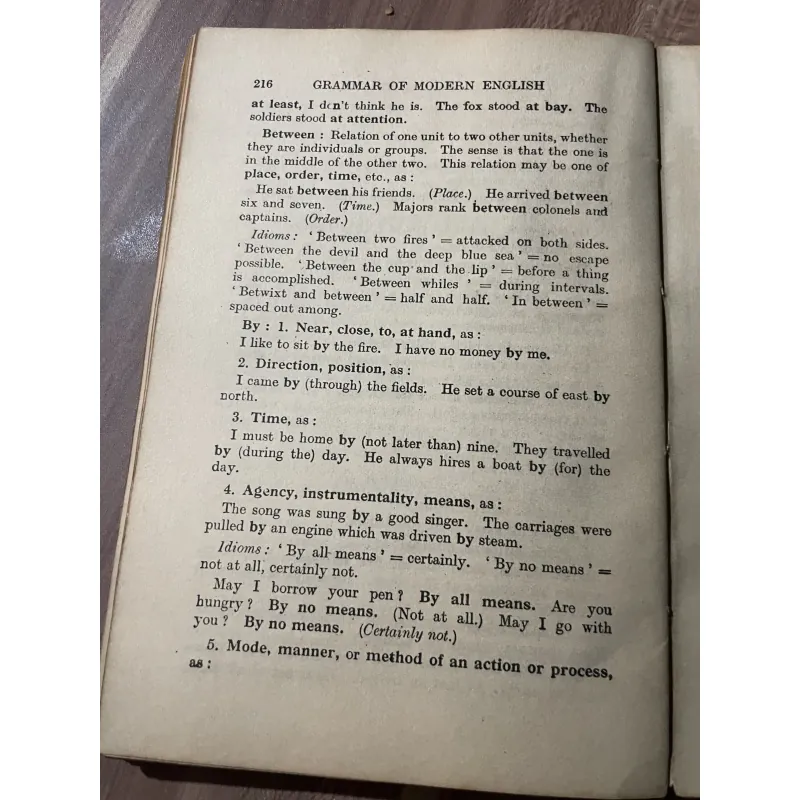 216 GRAMMAR OF MODERN ENGLISH
at least, I don't think he is. The fox stood at bay. The
soldiers stood at attention.
Between : Relation of one unit to two other units, whether
they are individuals or groups. The sense is that the one is
in the middle of the other two. This relation may be one of
place, order, time, etc., as :
He sat between his friends. (Place.) He arrived between
six and seven. (Time.) Majors rank between colonels and
captains. (Order.)
Idioms : ‘ Between two fires ’ = attacked on both sides.
‘ Between the devil and the deep blue sea ’ = no escape
possible. ‘ Between the cup and the lip ’ = before a thing
is accomplished. ‘ Between whiles ’ = during intervals.
‘ Betwixt and between ’ = half and half. ‘ In between ’ =
spaced out among.
By : 1. Near, close, to, at hand, as :
I like to sit by the fire. I have no money by me.
2. Direction, position, as :
I came by (through) the fields. He set a course of east by
north.
3. Time, as :
I must be home by (not later than) nine. They travelled
by (during the) day. He always hires a boat by (for) the
day.
4. Agency, instrumentality, means, as :
The song was sung by a good singer. The carriages were
pulled by an engine which was driven by steam.
Idioms : ‘ By all means ’ = certainly. ‘ By no means ’ =
not at all, certainly not.
May I borrow your pen ? By all means. Are you
hungry ? By no means. (Not at all.) May I go with
you ? By no means. (Certainly not.)
5. Mode, manner, or method of an action or process,
as :